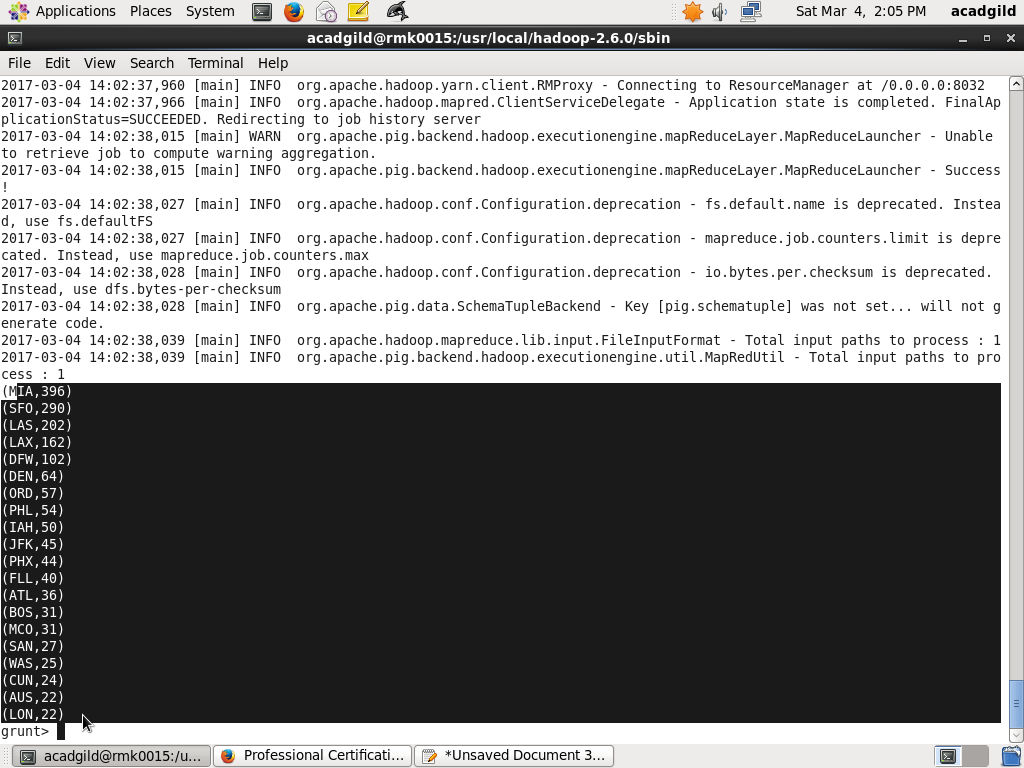 Applications Places System Sat Mar 4, 2:05 PM acadgild
acadgild@rmk0015:/usr/local/hadoop-2.6.0/sbin
File Edit View Search Terminal Help
2017-03-04 14:02:37,960 [main] INFO  org.apache.hadoop.yarn.client.RMProxy - Connecting to ResourceManager at /0.0.0.0:8032
2017-03-04 14:02:37,966 [main] INFO  org.apache.hadoop.mapred.ClientServiceDelegate - Application state is completed. FinalAp
plicationStatus=SUCCEEDED. Redirecting to job history server
2017-03-04 14:02:38,015 [main] WARN  org.apache.pig.backend.hadoop.executionengine.mapReduceLayer.MapReduceLauncher - Unable
to retrieve job to compute warning aggregation.
2017-03-04 14:02:38,015 [main] INFO  org.apache.pig.backend.hadoop.executionengine.mapReduceLayer.MapReduceLauncher - Success
!
2017-03-04 14:02:38,027 [main] INFO  org.apache.hadoop.conf.Configuration.deprecation - fs.default.name is deprecated. Instea
d, use fs.defaultFS
2017-03-04 14:02:38,027 [main] INFO  org.apache.hadoop.conf.Configuration.deprecation - mapreduce.job.counters.limit is depre
cated. Instead, use mapreduce.job.counters.max
2017-03-04 14:02:38,028 [main] INFO  org.apache.hadoop.conf.Configuration.deprecation - io.bytes.per.checksum is deprecated.
Instead, use dfs.bytes-per-checksum
2017-03-04 14:02:38,028 [main] INFO  org.apache.pig.data.SchemaTupleBackend - Key [pig.schematuple] was not set... will not g
enerate code.
2017-03-04 14:02:38,039 [main] INFO  org.apache.hadoop.mapreduce.lib.input.FileInputFormat - Total input paths to process : 1
2017-03-04 14:02:38,039 [main] INFO  org.apache.pig.backend.hadoop.executionengine.util.MapRedUtil - Total input paths to pro
cess : 1
(MIA,396)
(SFO,290)
(LAS,202)
(LAX,162)
(DFW,102)
(DEN,64)
(ORD,57)
(PHL,54)
(IAH,50)
(JFK,45)
(PHX,44)
(FLL,40)
(ATL,36)
(BOS,31)
(MCO,31)
(SAN,27)
(WAS,25)
(CUN,24)
(AUS,22)
(LON,22)
grunt>
acadgild@rmk0015:/u... Professional Certificati... *Unsaved Document 3...